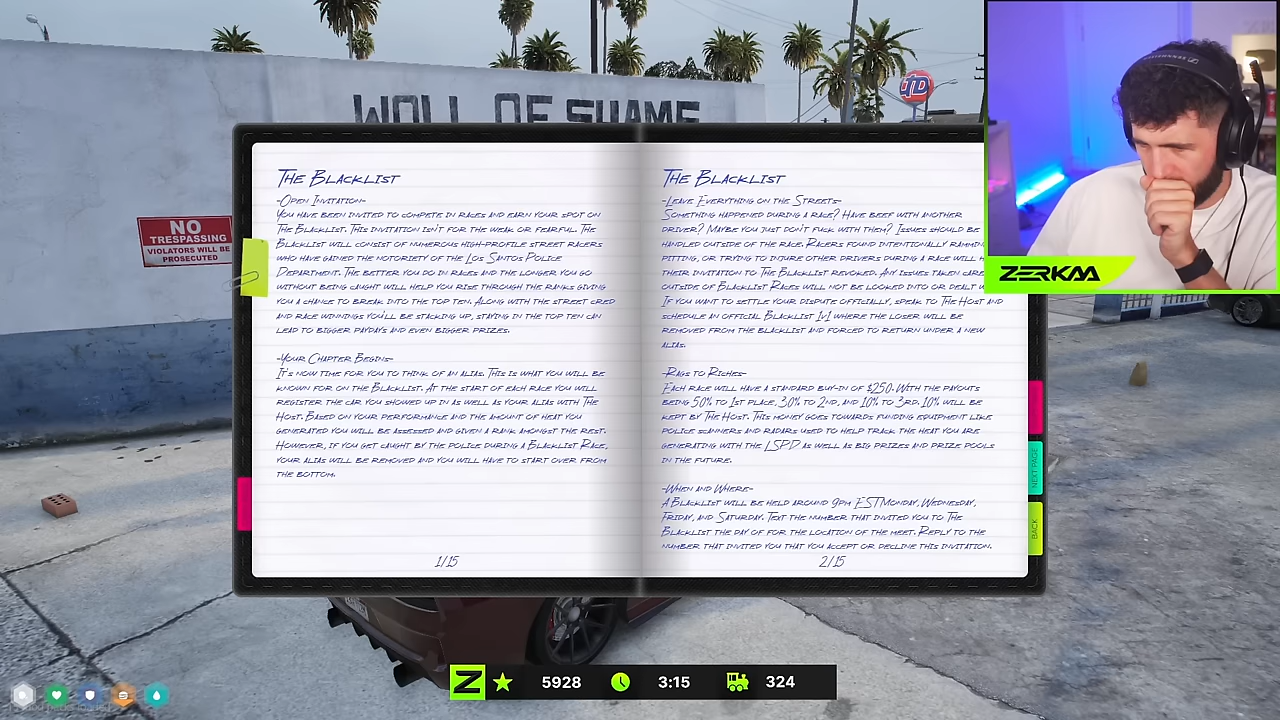 WOLL OF SHAME
TD
NO
TRESPASSING
VIOLATORS WILL BE
PROSECUTED
ZERKAA
The Blacklist
-Open Invitation-
You have been invited to compete in races and earn your spot on
The Blacklist. This invitation isn't for the weak or fearful. The
Blacklist will consist of numerous high-profile street racers
who have gained the notoriety of the Los Santos Police
Department. The better you do in races and the longer you go
without being caught will help you rise through the ranks giving
you a chance to break into the top ten. Along with the street cred
and race winnings you'll be starting out with, the top ten can
lead to bigger paydays and even bigger prizes.
-Your Chapter Begins-
It's now time for you to think of an alias. This is what you will be
known for on the Blacklist. At the start of each race you will
register the car you showed up in as well as your alias with The
Host. Based on your performance and the amount of heat you
generated you will be assessed and given a rank amongst the rest.
However, if you get caught by the police during a Blacklist Race,
your alias will be removed and you will have to start over from
the bottom.
1/15
The Blacklist
-Leave Everything on the Streets-
Something happened during a race? Have beef with another
driver? Maybe you just don't fuck with them? Issues should be
handled outside of the race. Racers found intentionally rammin
pitting, or trying to injure other drivers during a race will h
their invitation to The Blacklist revoked. Any issues taken care
outside of Blacklist Races will not be looked into or dealt w
If you want to settle your dispute officially, speak to The Host and
schedule an official Blacklist 1v1 where the loser will be
removed from the blacklist and forced to return under a new
alias.
-Rags to Riches-
Each race will have a standard buy-in of $250. With the payouts
being 50% to 1st place, 30% to 2nd, and 10% to 3rd. 10% will be
kept by The Host. This money goes towards funding equipment like
police scanners and radars used to help track the heat you are
generating with the LSPD as well as big prizes and prize pools
in the future.
-When and Where-
A Blacklist will be held around 9pm EST Monday, Wednesday,
Friday, and Saturday. Text the number that invited you to The
Blacklist the day of for the location of the meet. Reply to the
number that invited you that you accept or decline this invitation.
2/15
NEXT PAGE
BACK
Z 5928 3:15 324